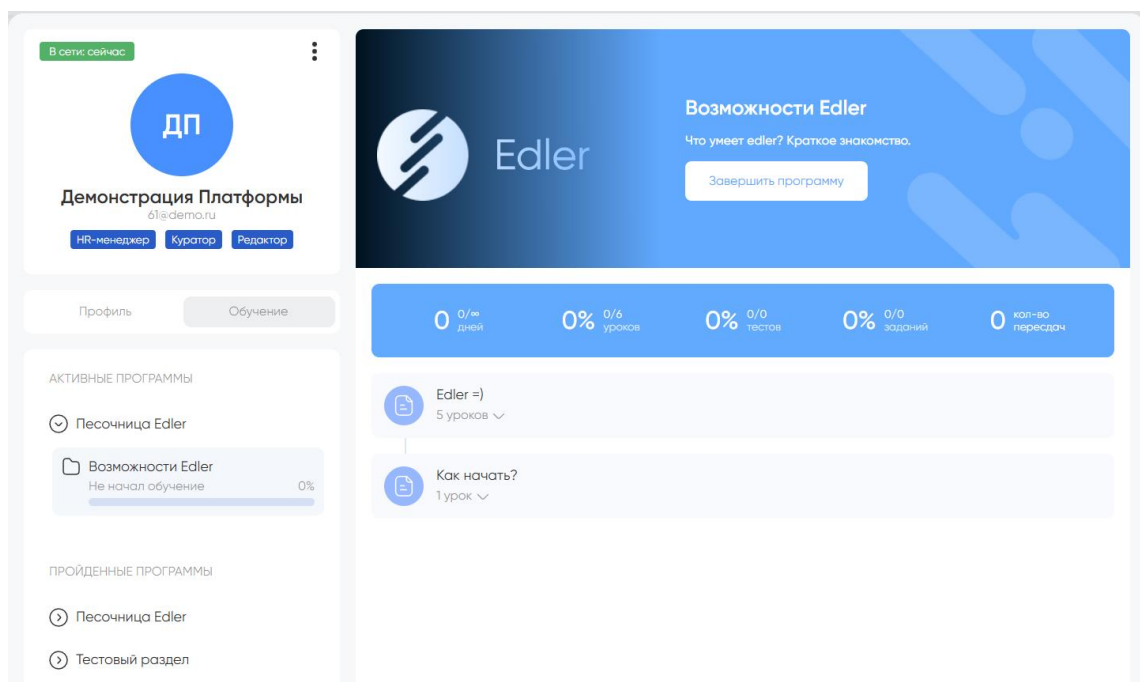 В сети: сейчас
ДП
Демонстрация Платформы
61@demo.ru
HR-менеджер Куратор Редактор
Профиль Обучение
АКТИВНЫЕ ПРОГРАММЫ
Песочница Edler
Возможности Edler
Не начал обучение 0%
ПРОЙДЕННЫЕ ПРОГРАММЫ
Песочница Edler
Тестовый раздел
Edler
Возможности Edler
Что умеет edler? Краткое знакомство.
Завершить программу
0 0/∞ дней
0% 0/6 уроков
0% 0/0 тестов
0% 0/0 заданий
0 кол-во пересдач
Edler =)
5 уроков
Как начать?
1 урок